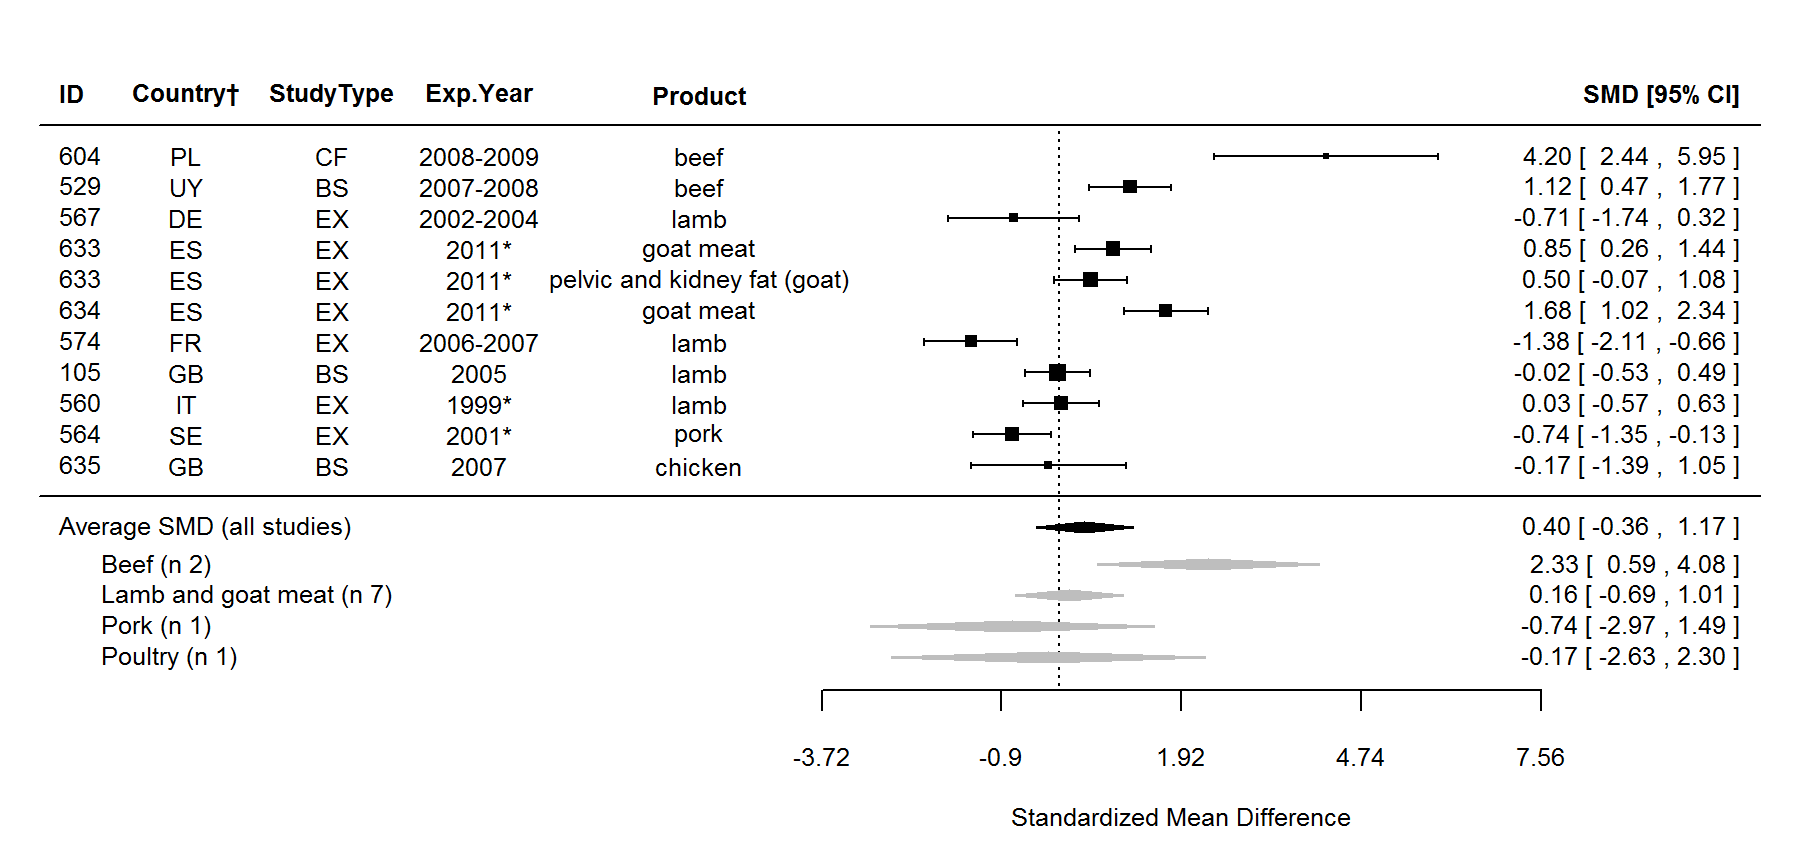 ID Country† StudyType Exp.Year Product SMD [95% CI]
604 PL CF 2008-2009 beef 4.20 [ 2.44 , 5.95 ]
529 UY BS 2007-2008 beef 1.12 [ 0.47 , 1.77 ]
567 DE EX 2002-2004 lamb -0.71 [ -1.74 , 0.32 ]
633 ES EX 2011* goat meat 0.85 [ 0.26 , 1.44 ]
633 ES EX 2011* pelvic and kidney fat (goat) 0.50 [ -0.07 , 1.08 ]
634 ES EX 2011* goat meat 1.68 [ 1.02 , 2.34 ]
574 FR EX 2006-2007 lamb -1.38 [ -2.11 , -0.66 ]
105 GB BS 2005 lamb -0.02 [ -0.53 , 0.49 ]
560 IT EX 1999* lamb 0.03 [ -0.57 , 0.63 ]
564 SE EX 2001* pork -0.74 [ -1.35 , -0.13 ]
635 GB BS 2007 chicken -0.17 [ -1.39 , 1.05 ]
Average SMD (all studies) 0.40 [ -0.36 , 1.17 ]
Beef (n 2) 2.33 [ 0.59 , 4.08 ]
Lamb and goat meat (n 7) 0.16 [ -0.69 , 1.01 ]
Pork (n 1) -0.74 [ -2.97 , 1.49 ]
Poultry (n 1) -0.17 [ -2.63 , 2.30 ]
-3.72 -0.9 1.92 4.74 7.56
Standardized Mean Difference